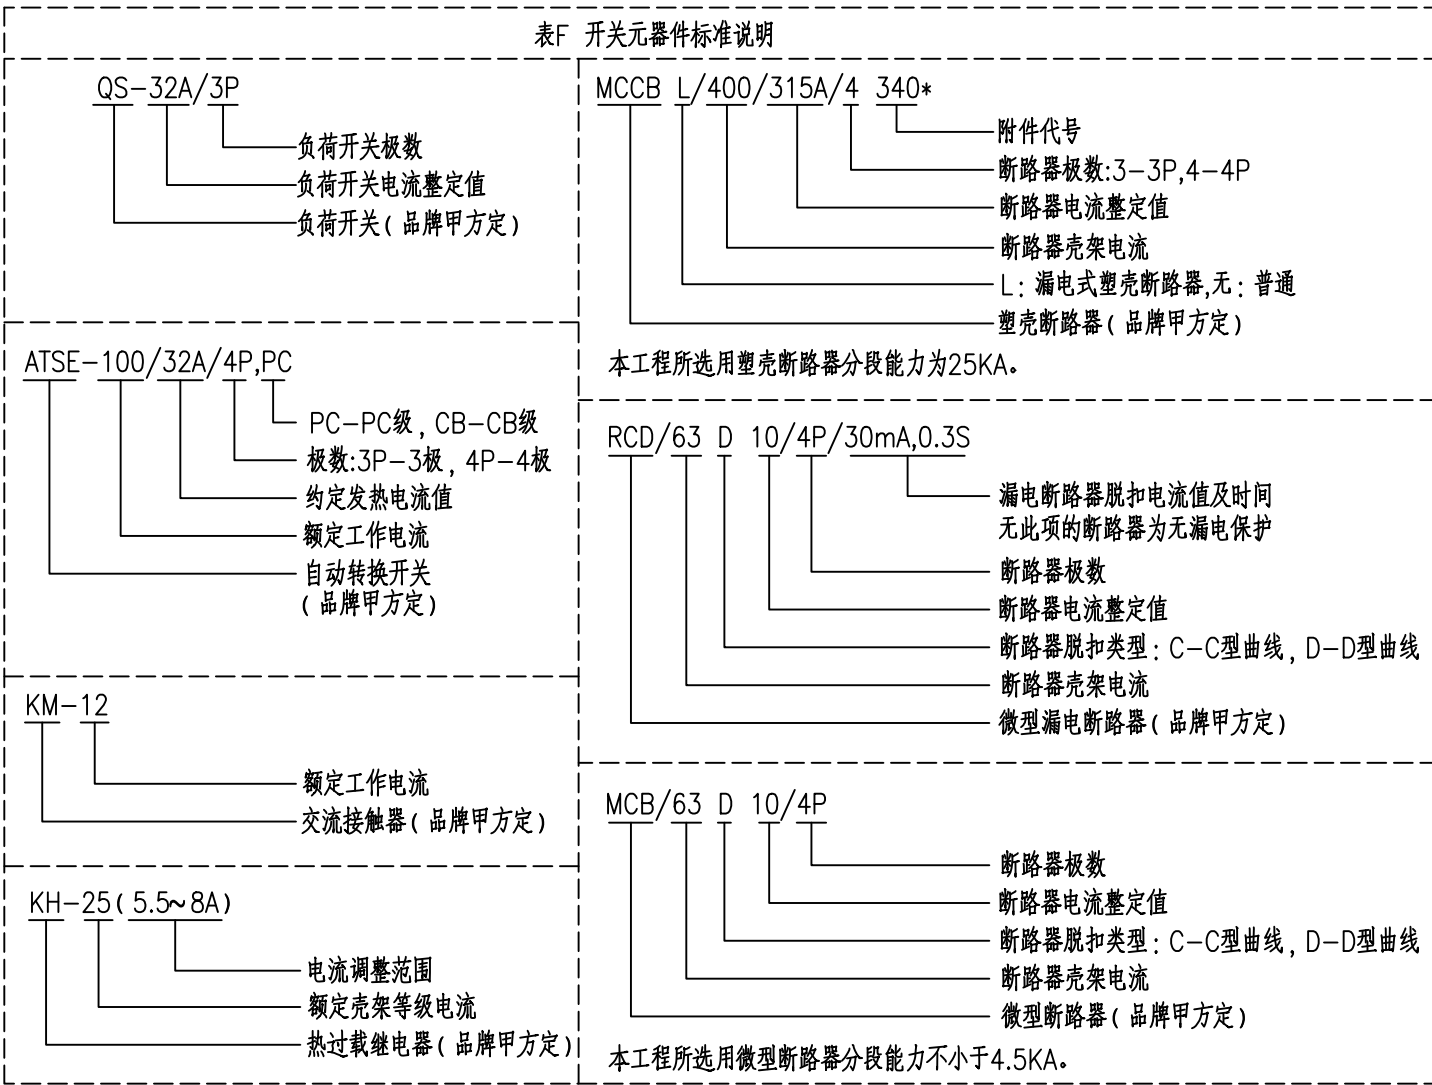 表F 开关元器件标准说明
QS-32A/3P
负荷开关极数
负荷开关电流整定值
负荷开关(品牌甲方定)
ATSE-100/32A/4P,PC
PC-PC级,CB-CB级
极数:3P-3极,4P-4极
约定发热电流值
额定工作电流
自动转换开关
(品牌甲方定)
KM-12
额定工作电流
交流接触器(品牌甲方定)
KH-25(5.5~8A)
电流调整范围
额定壳架等级电流
热过载继电器(品牌甲方定)
MCCB L/400/315A/4 340*
附件代号
断路器极数:3-3P,4-4P
断路器电流整定值
断路器壳架电流
L:漏电式塑壳断路器,无:普通
塑壳断路器(品牌甲方定)
本工程所选用塑壳断路器分段能力为25KA。
RCD/63 D 10/4P/30mA,0.3S
漏电断路器脱扣电流值及时间
无此项的断路器为无漏电保护
断路器极数
断路器电流整定值
断路器脱扣类型:C-C型曲线,D-D型曲线
断路器壳架电流
微型漏电断路器(品牌甲方定)
MCB/63 D 10/4P
断路器极数
断路器电流整定值
断路器脱扣类型:C-C型曲线,D-D型曲线
断路器壳架电流
微型断路器(品牌甲方定)
本工程所选用微型断路器分段能力不小于4.5KA。